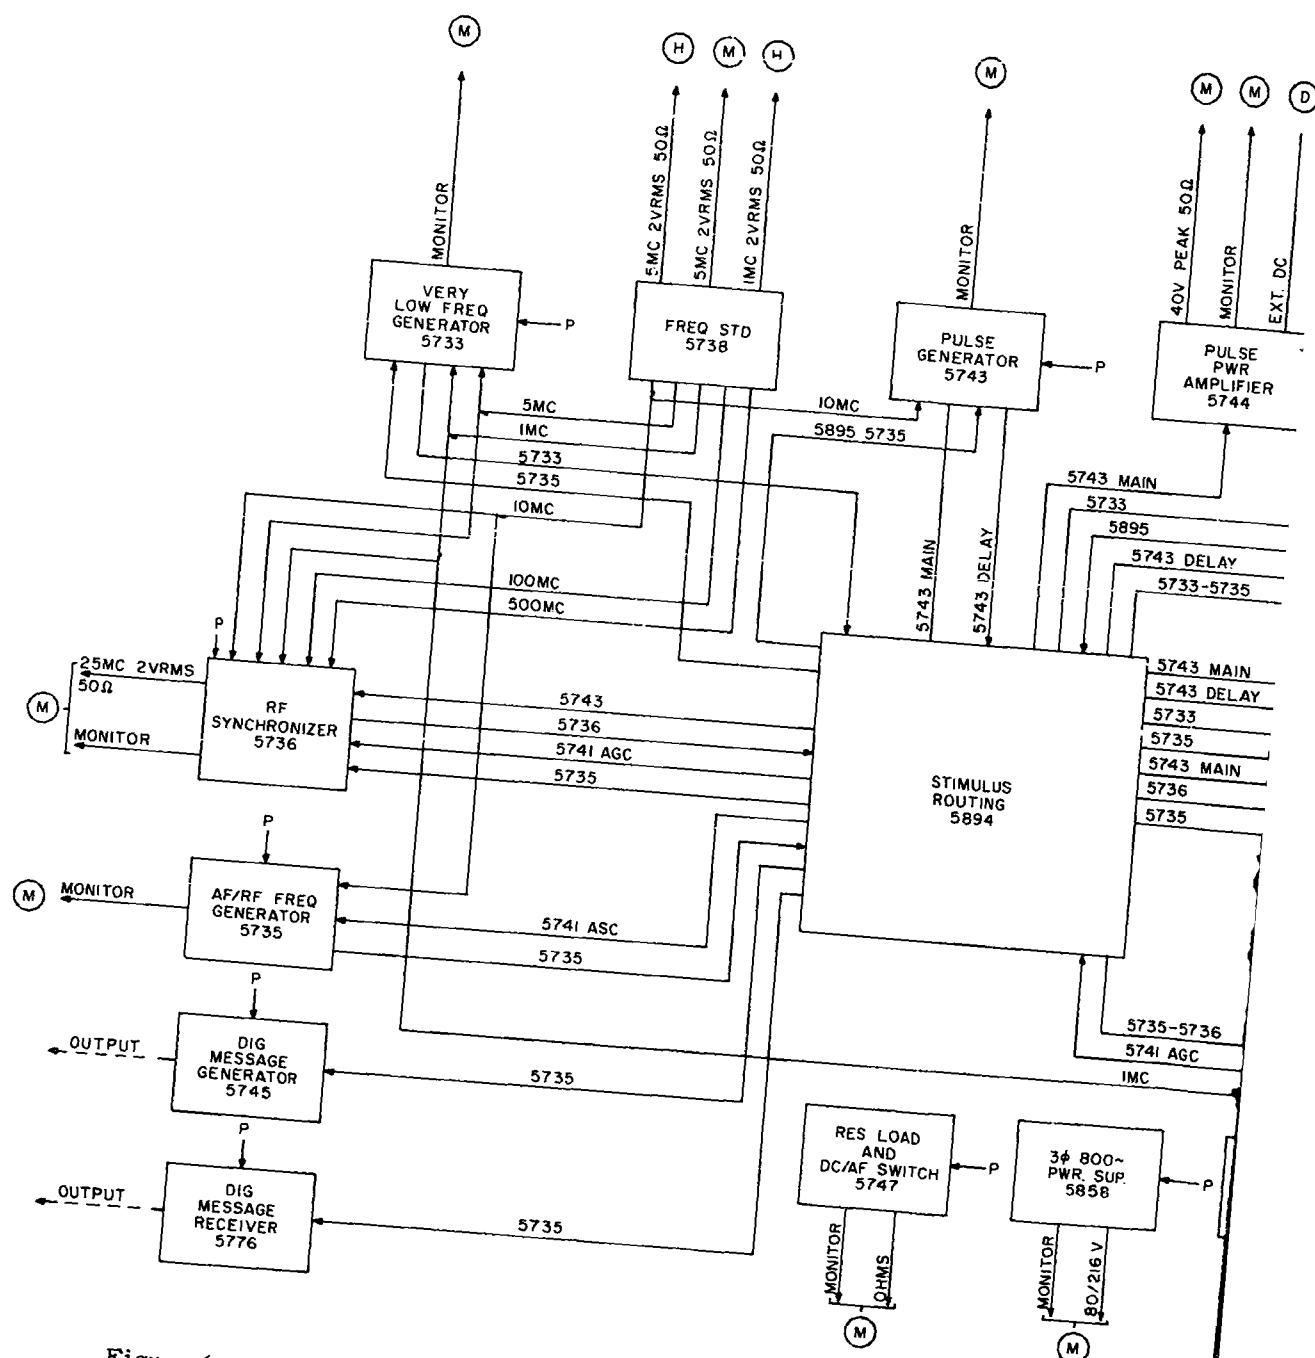 M
H
M
H
M
M
M
D
MONITOR
5MC 2VRMS 50Ω
5MC 2VRMS 50Ω
1MC 2VRMS 50Ω
MONITOR
40V PEAK 50Ω
MONITOR
EXT. DC
VERY
LOW FREQ
GENERATOR
5733
P
FREQ STD
5738
PULSE
GENERATOR
5743
P
PULSE
PWR
AMPLIFIER
5744
5MC
1MC
5733
5735
10MC
10MC
5895 5735
100MC
500MC
5743 MAIN
5743 DELAY
5743 MAIN
5733
5895
5743 DELAY
5733-5735
P
25MC 2VRMS
50Ω
M
MONITOR
RF
SYNCHRONIZER
5736
5743
5736
5741 AGC
5735
STIMULUS
ROUTING
5894
5743 MAIN
5743 DELAY
5733
5735
5743 MAIN
5736
5735
P
M
MONITOR
AF/RF FREQ
GENERATOR
5735
5741 ASC
5735
P
OUTPUT
DIG
MESSAGE
GENERATOR
5745
5735
5735-5736
5741 AGC
1MC
P
OUTPUT
DIG
MESSAGE
RECEIVER
5776
5735
RES LOAD
AND
DC/AF SWITCH
5747
P
MONITOR
OHMS
M
3ϕ 800~
PWR. SUP.
5858
P
MONITOR
80/216 V
M